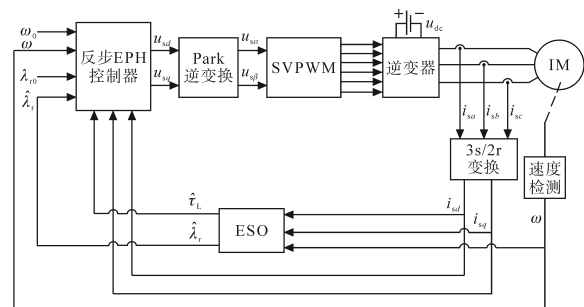 ω₀
ω
λr0
λ̂r
反步EPH
控制器
usd
usq
Park
逆变换
usα
usβ
SVPWM
逆变器
+ −
udc
IM
isa
isb
isc
3s/2r
变换
速度
检测
ω
τ̂L
λ̂r
ESO
isd
isq